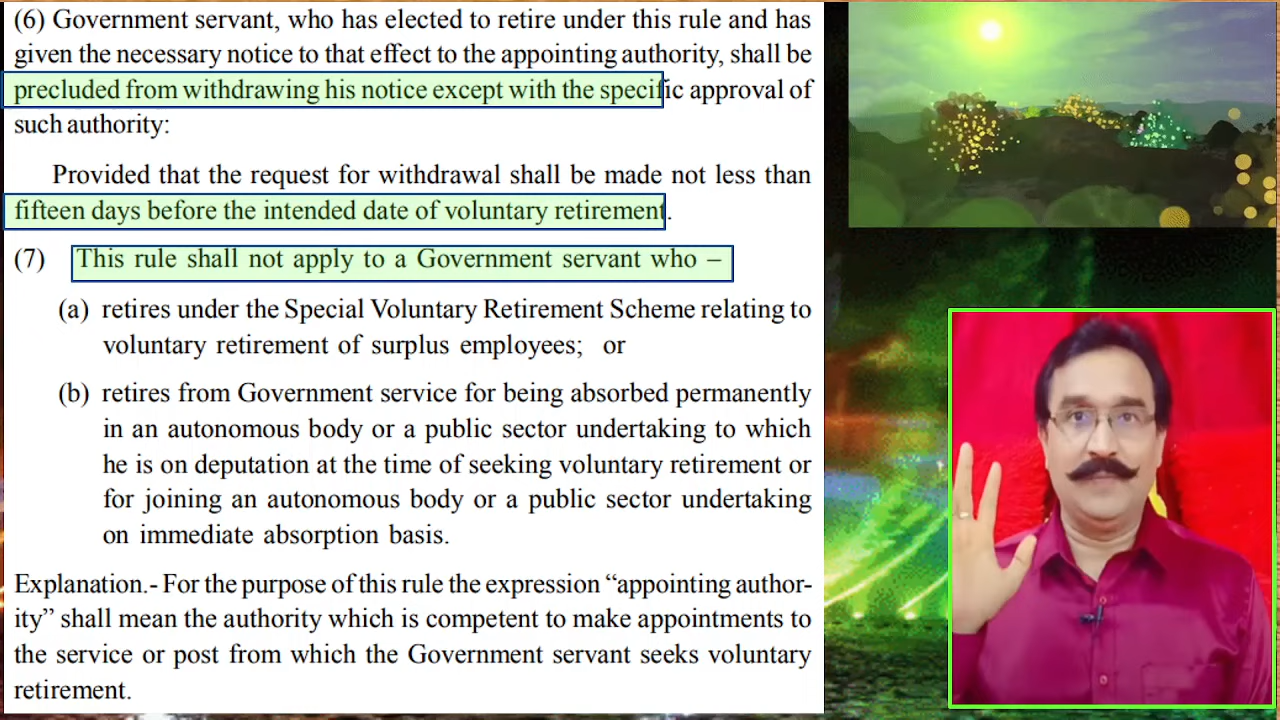 (6) Government servant, who has elected to retire under this rule and has
given the necessary notice to that effect to the appointing authority, shall be
precluded from withdrawing his notice except with the specific approval of
such authority:
Provided that the request for withdrawal shall be made not less than
fifteen days before the intended date of voluntary retirement.
(7) This rule shall not apply to a Government servant who –
(a) retires under the Special Voluntary Retirement Scheme relating to
voluntary retirement of surplus employees; or
(b) retires from Government service for being absorbed permanently
in an autonomous body or a public sector undertaking to which
he is on deputation at the time of seeking voluntary retirement or
for joining an autonomous body or a public sector undertaking
on immediate absorption basis.
Explanation.- For the purpose of this rule the expression “appointing author-
ity” shall mean the authority which is competent to make appointments to
the service or post from which the Government servant seeks voluntary
retirement.